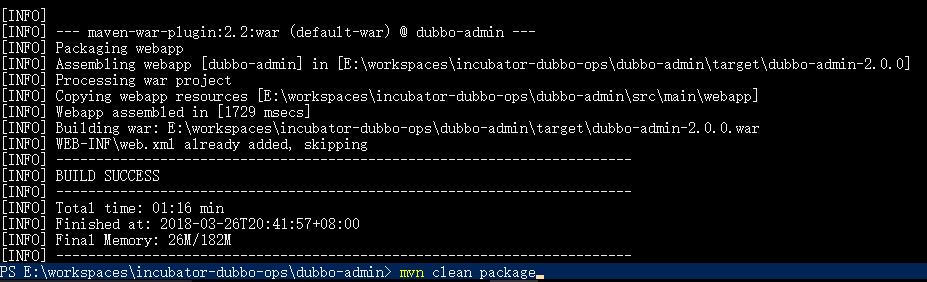 [INFO]
[INFO] --- maven-war-plugin:2.2:war (default-war) @ dubbo-admin ---
[INFO] Packaging webapp
[INFO] Assembling webapp [dubbo-admin] in [E:\workspaces\incubator-dubbo-ops\dubbo-admin\target\dubbo-admin-2.0.0]
[INFO] Processing war project
[INFO] Copying webapp resources [E:\workspaces\incubator-dubbo-ops\dubbo-admin\src\main\webapp]
[INFO] Webapp assembled in [1729 msecs]
[INFO] Building war: E:\workspaces\incubator-dubbo-ops\dubbo-admin\target\dubbo-admin-2.0.0.war
[INFO] WEB-INF\web.xml already added, skipping
[INFO] ------------------------------------------------------------------------
[INFO] BUILD SUCCESS
[INFO] ------------------------------------------------------------------------
[INFO] Total time: 01:16 min
[INFO] Finished at: 2018-03-26T20:41:57+08:00
[INFO] Final Memory: 26M/182M
[INFO] ------------------------------------------------------------------------
PS E:\workspaces\incubator-dubbo-ops\dubbo-admin> mvn clean package